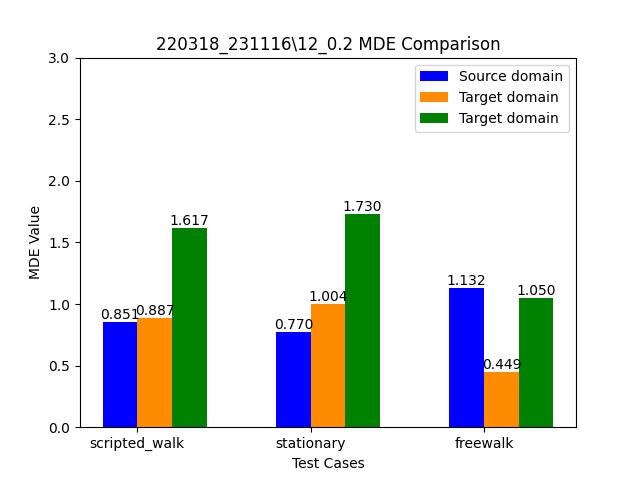 220318_231116\12_0.2 MDE Comparison
Source domain
Target domain
Target domain
MDE Value
3.0
2.5
2.0
1.5
1.0
0.5
0.0
0.851
0.887
1.617
0.770
1.004
1.730
1.132
0.449
1.050
scripted_walk
stationary
freewalk
Test Cases